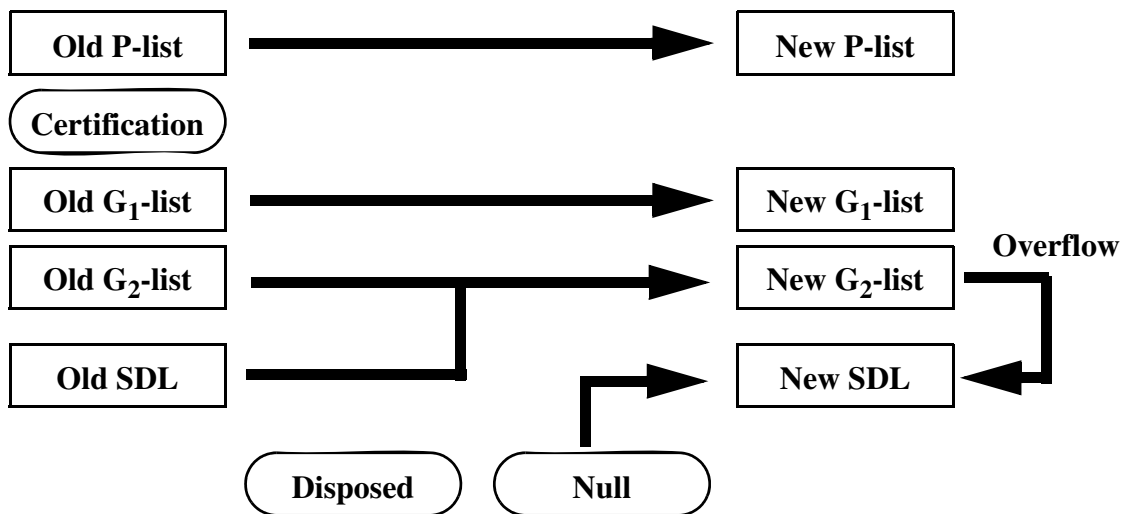 Old P-list
New P-list
Certification
Old G₁-list
New G₁-list
Overflow
Old G₂-list
New G₂-list
Old SDL
New SDL
Disposed
Null